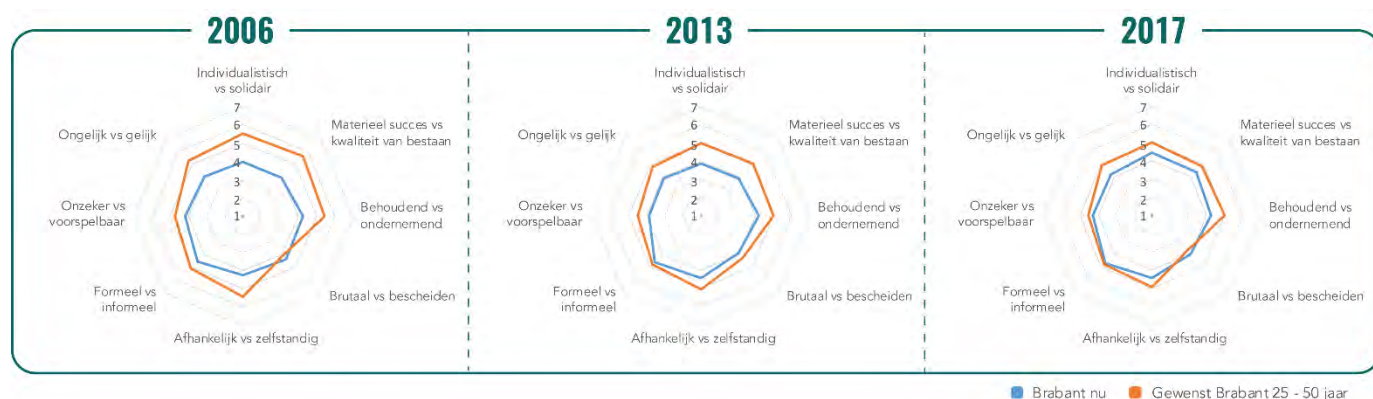 2006
Individualistisch
vs solidair
Ongelijk vs gelijk
Materieel succes vs
kwaliteit van bestaan
Onzeker vs
voorspelbaar
Behoudend vs
ondernemend
Formeel vs
informeel
Brutaal vs bescheiden
Afhankelijk vs zelfstandig
7
6
5
4
3
2
1
2013
Individualistisch
vs solidair
Ongelijk vs gelijk
Materieel succes vs
kwaliteit van bestaan
Onzeker vs
voorspelbaar
Behoudend vs
ondernemend
Formeel vs
informeel
Brutaal vs bescheiden
Afhankelijk vs zelfstandig
7
6
5
4
3
2
1
2017
Individualistisch
vs solidair
Ongelijk vs gelijk
Materieel succes vs
kwaliteit van bestaan
Onzeker vs
voorspelbaar
Behoudend vs
ondernemend
Formeel vs
informeel
Brutaal vs bescheiden
Afhankelijk vs zelfstandig
7
6
5
4
3
2
1
Brabant nu
Gewenst Brabant 25 - 50 jaar